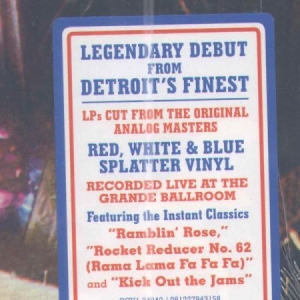 LEGENDARY DEBUT
FROM
DETROIT'S FINEST
LPs CUT FROM THE ORIGINAL
ANALOG MASTERS
RED, WHITE & BLUE
SPLATTER VINYL
RECORDED LIVE AT THE
GRANDE BALLROOM
Featuring the Instant Classics
"Ramblin' Rose,"
"Rocket Reducer No. 62
(Rama Lama Fa Fa Fa)"
and "Kick Out the Jams"